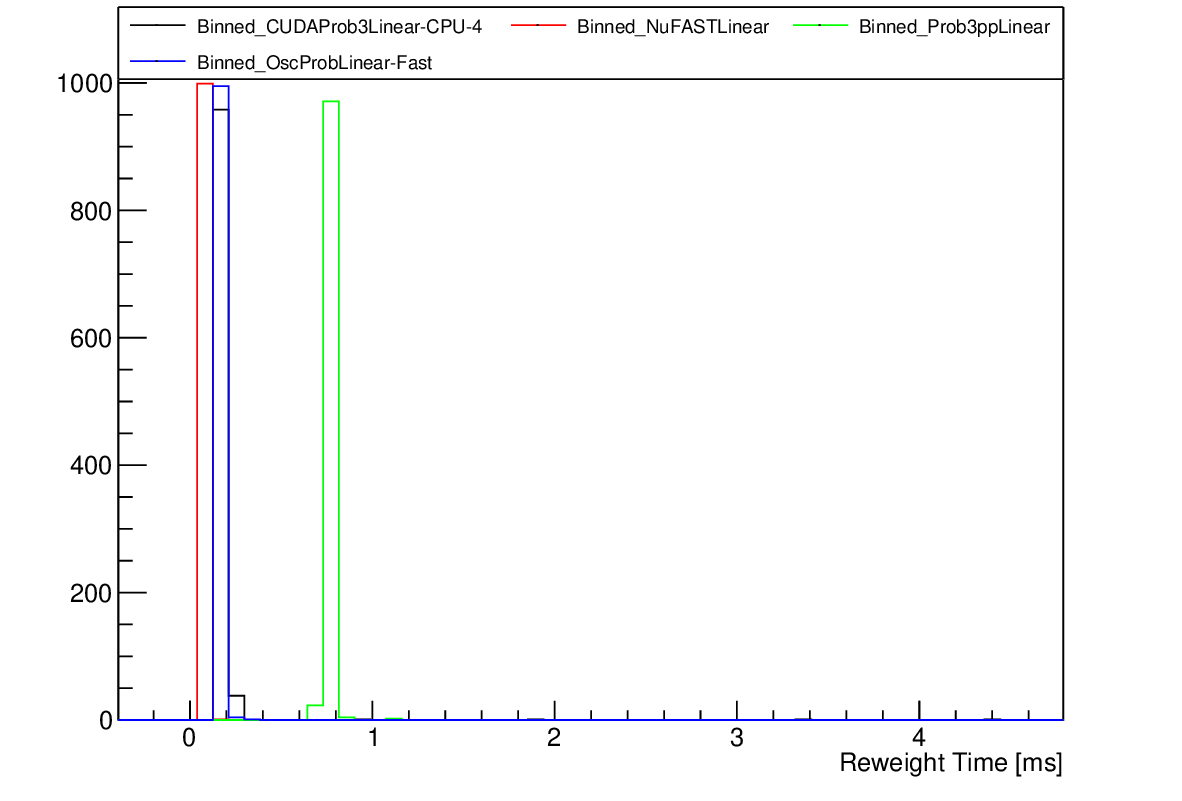 Binned_CUDAProb3Linear-CPU-4 Binned_NuFASTLinear Binned_Prob3ppLinear
Binned_OscProbLinear-Fast
1000
800
600
400
200
0
0 1 2 3 4
Reweight Time [ms]